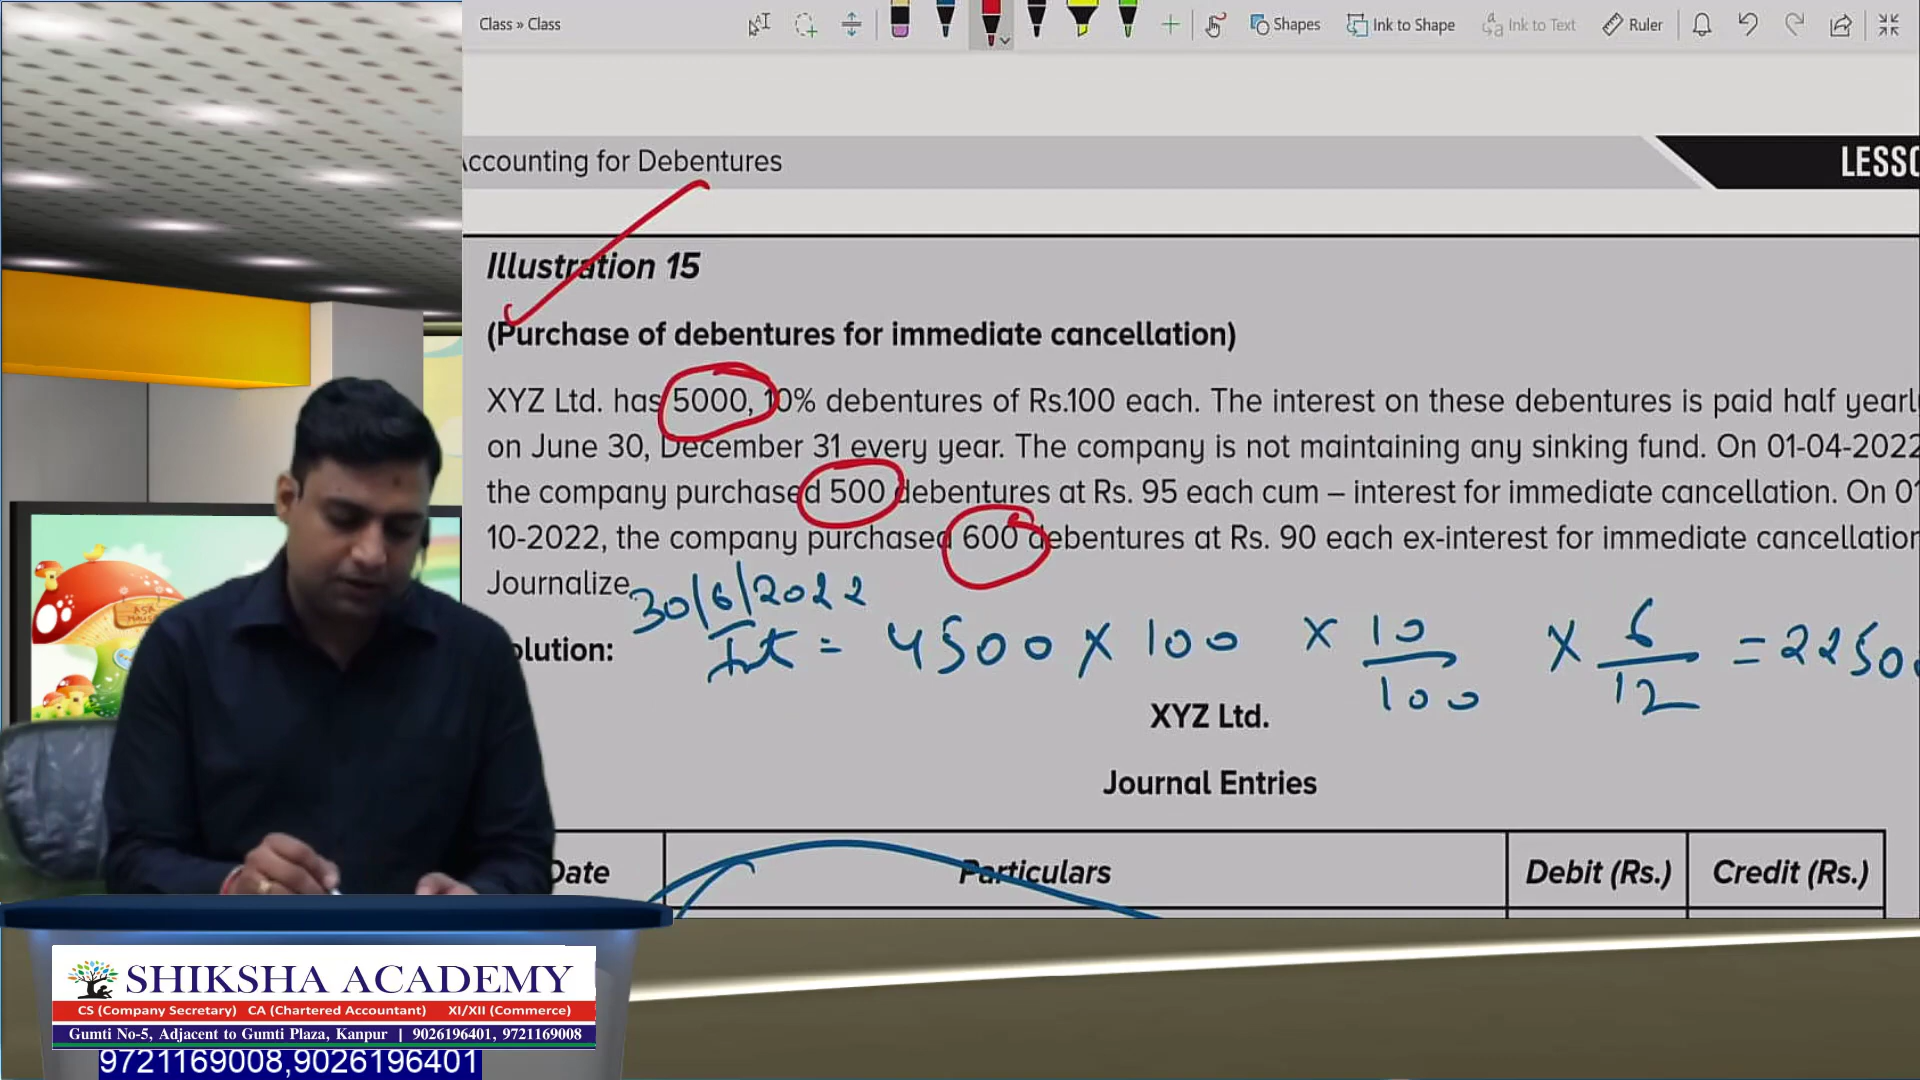 Class » Class
Shapes
Ink to Shape
Ink to Text
Ruler
Accounting for Debentures
LESSO
Illustration 15
(Purchase of debentures for immediate cancellation)
XYZ Ltd. has 5000, 10% debentures of Rs.100 each. The interest on these debentures is paid half yearl
on June 30, December 31 every year. The company is not maintaining any sinking fund. On 01-04-2022
the company purchased 500 debentures at Rs. 95 each cum – interest for immediate cancellation. On 0
10-2022, the company purchased 600 debentures at Rs. 90 each ex-interest for immediate cancellation
Journalize.
30/6/2022
olution:
Int = 4500 X 100 X 10/100 X 6/12 = 22500
XYZ Ltd.
Journal Entries
Date Particulars Debit (Rs.) Credit (Rs.)
SHIKSHA ACADEMY
CS (Company Secretary) CA (Chartered Accountant) XI/XII (Commerce)
Gumti No-5, Adjacent to Gumti Plaza, Kanpur | 9026196401, 9721169008
9721169008,9026196401